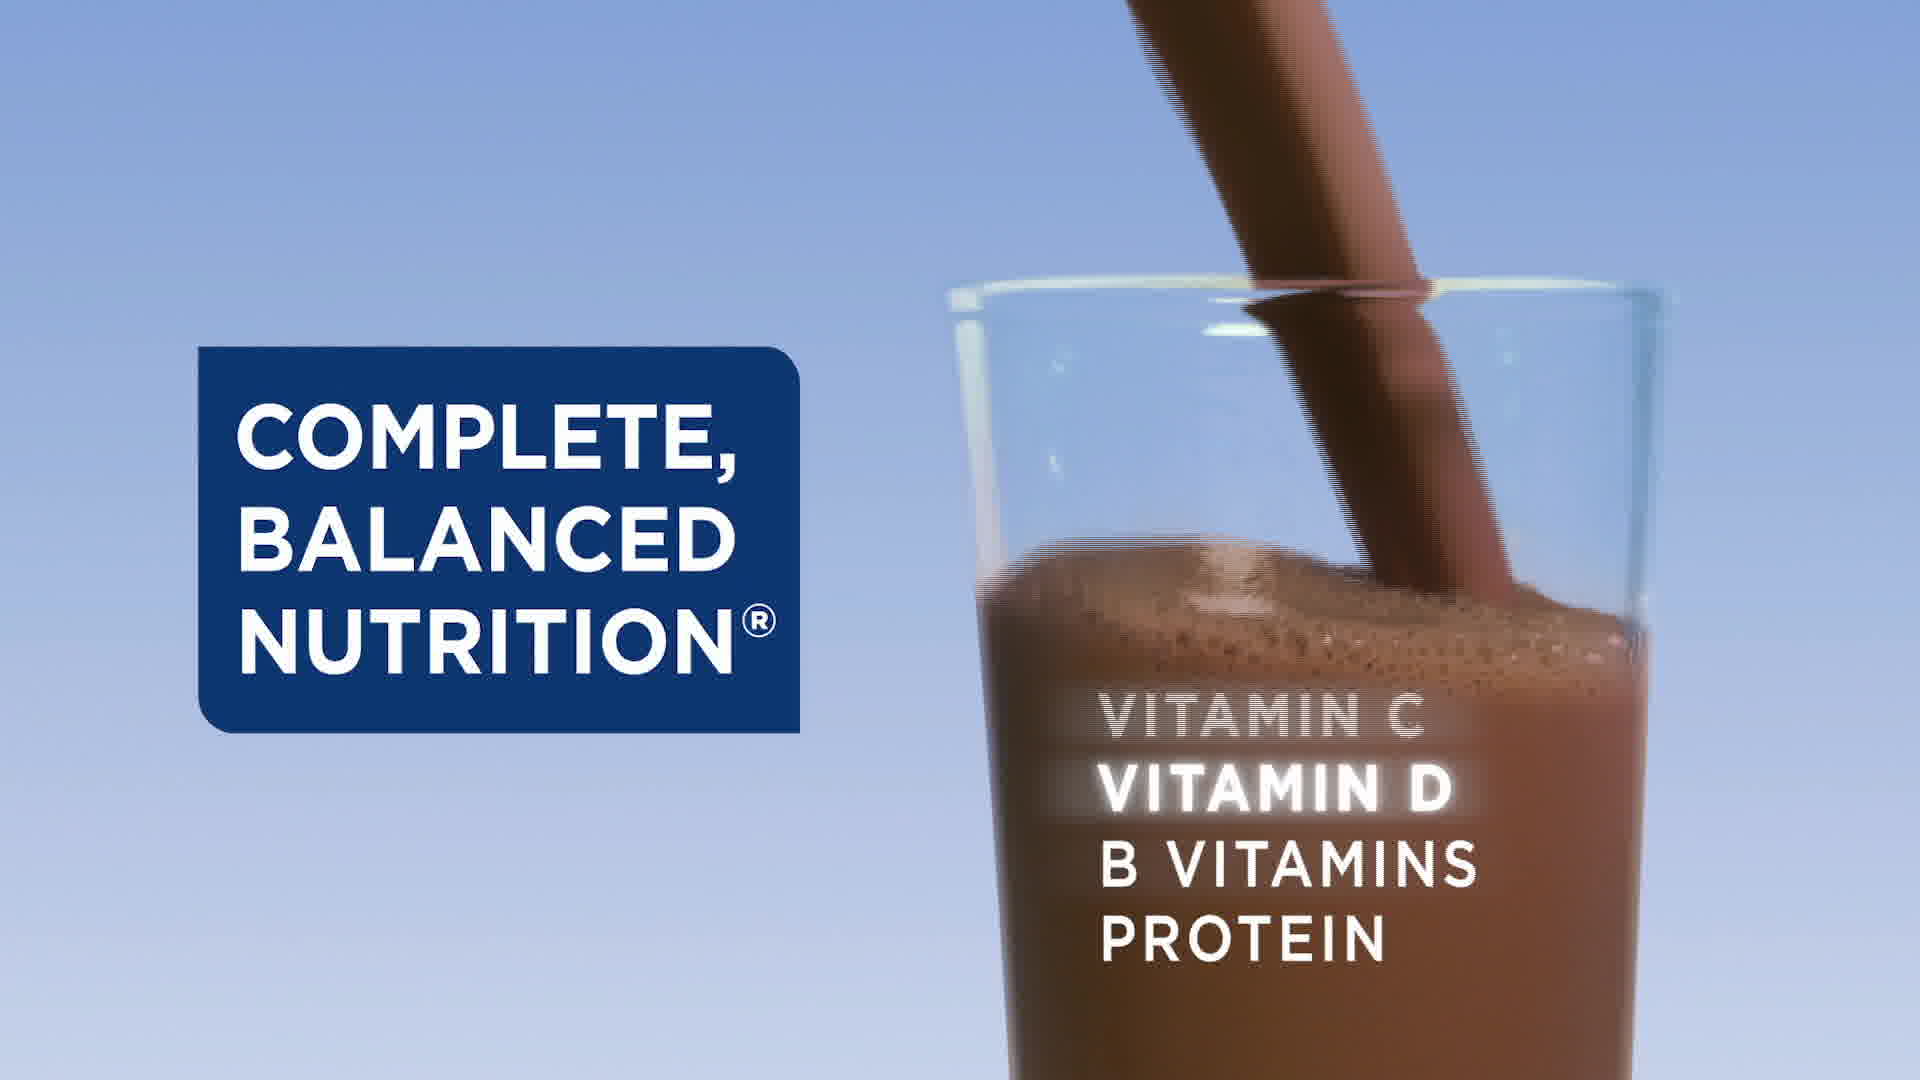 COMPLETE,
BALANCED
NUTRITION®
VITAMIN C
VITAMIN D
B VITAMINS
PROTEIN